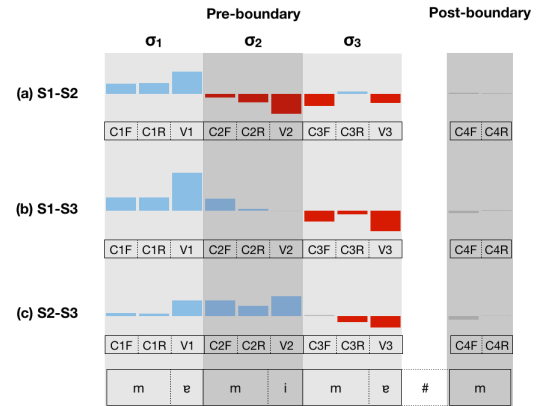 Pre-boundary Post-boundary
σ1 σ2 σ3
(a) S1-S2
C1F C1R V1 C2F C2R V2 C3F C3R V3 C4F C4R
(b) S1-S3
C1F C1R V1 C2F C2R V2 C3F C3R V3 C4F C4R
(c) S2-S3
C1F C1R V1 C2F C2R V2 C3F C3R V3 C4F C4R
m ɐ m i m ɐ # m